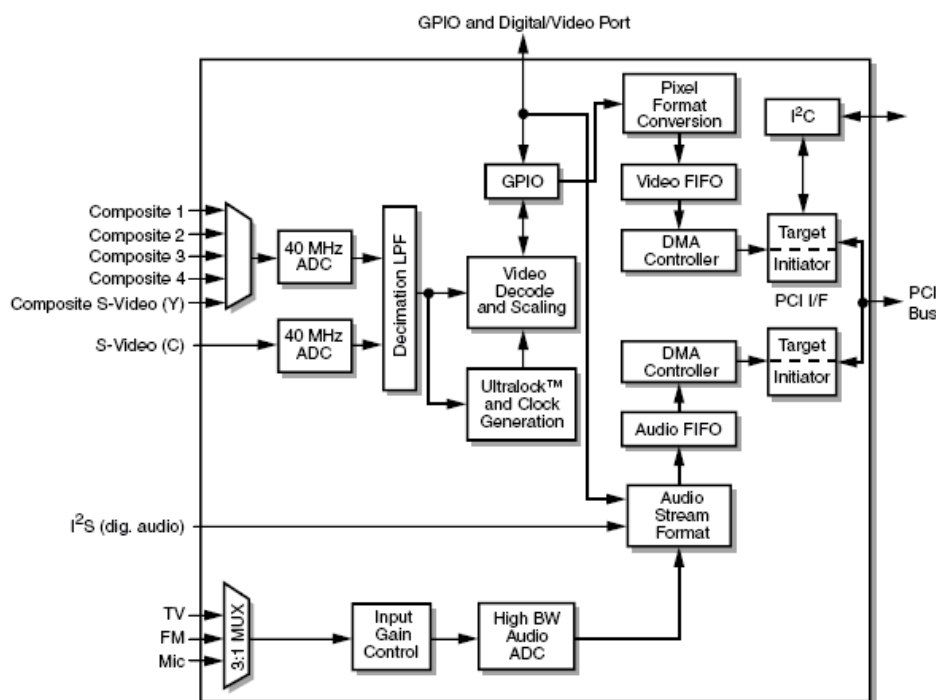 GPIO and Digital/Video Port
Pixel
Format
Conversion
I²C
GPIO
Video FIFO
Composite 1
Composite 2
Composite 3
Composite 4
Composite S-Video (Y)
40 MHz
ADC
Decimation LPF
Video
Decode
and Scaling
DMA
Controller
Target
Initiator
PCI I/F
PCI
Bus
S-Video (C)
40 MHz
ADC
Ultralock™
and Clock
Generation
DMA
Controller
Target
Initiator
Audio FIFO
I²S (dig. audio)
Audio
Stream
Format
TV
FM
Mic
3:1 MUX
Input
Gain
Control
High BW
Audio
ADC